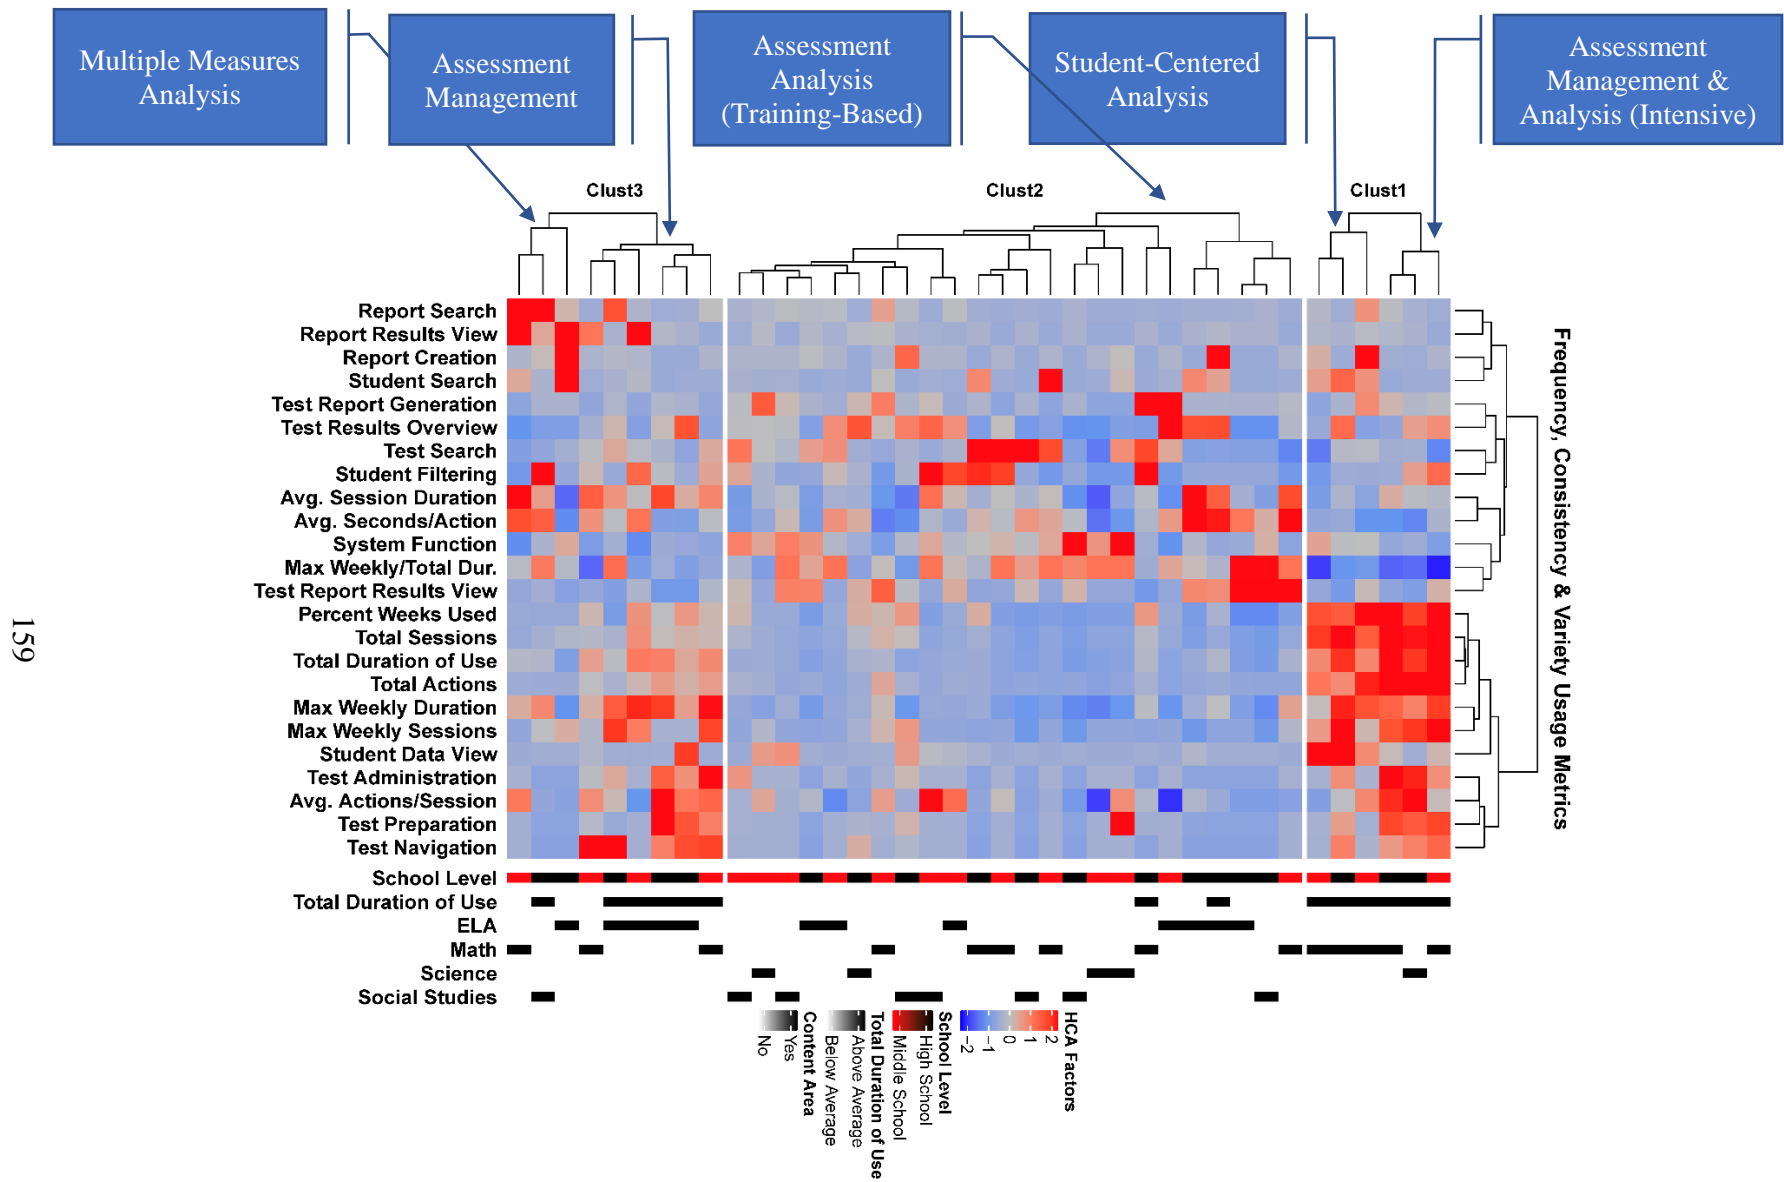 Multiple Measures
Analysis
Assessment
Management
Assessment
Analysis
(Training-Based)
Student-Centered
Analysis
Assessment
Management &
Analysis (Intensive)
Clust3
Clust2
Clust1
Report Search
Report Results View
Report Creation
Student Search
Test Report Generation
Test Results Overview
Test Search
Student Filtering
Avg. Session Duration
Avg. Seconds/Action
System Function
Max Weekly/Total Dur.
Test Report Results View
Percent Weeks Used
Total Sessions
Total Duration of Use
Total Actions
Max Weekly Duration
Max Weekly Sessions
Student Data View
Test Administration
Avg. Actions/Session
Test Preparation
Test Navigation
Frequency, Consistency & Variety Usage Metrics
School Level
Total Duration of Use
ELA
Math
Science
Social Studies
HCA Factors
2
1
0
−1
−2
School Level
High School
Middle School
Total Duration of Use
Above Average
Below Average
Content Area
Yes
No
159